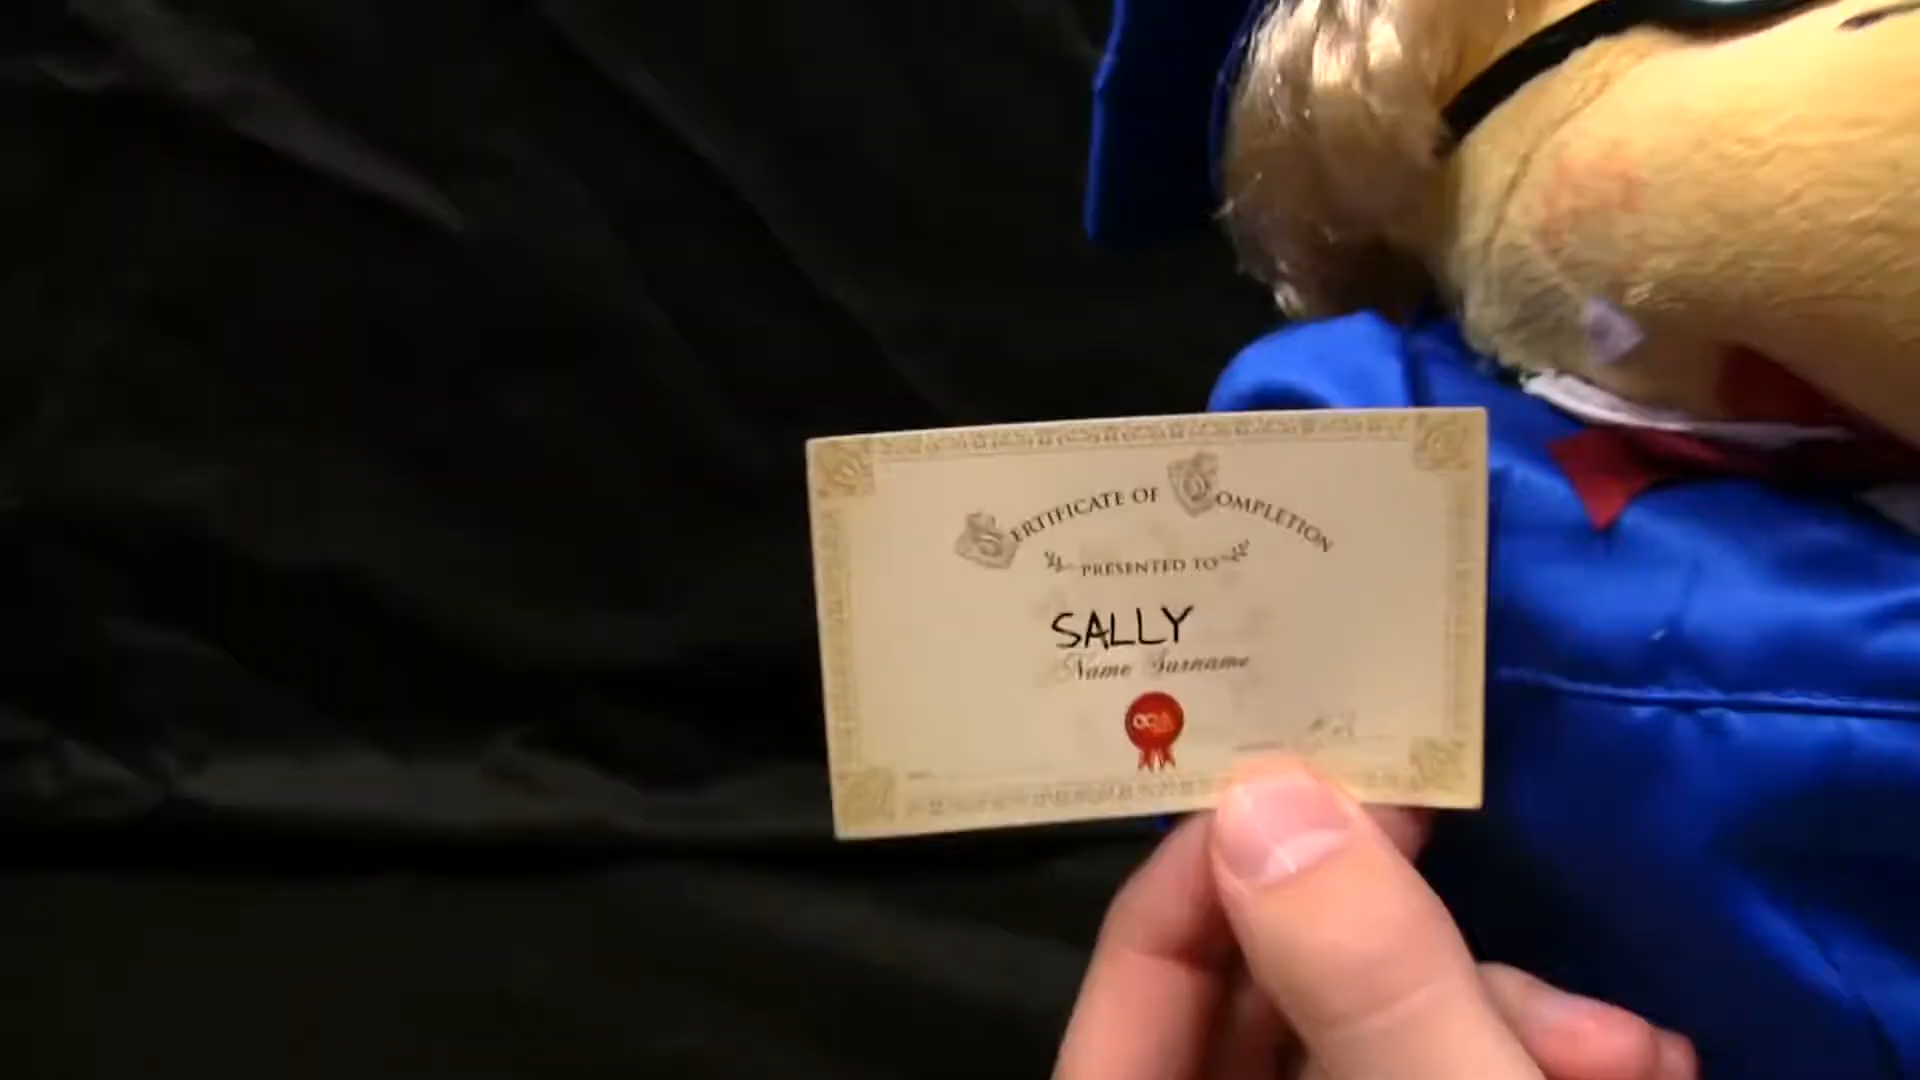 CERTIFICATE OF COMPLETION
PRESENTED TO
SALLY
Name Surname